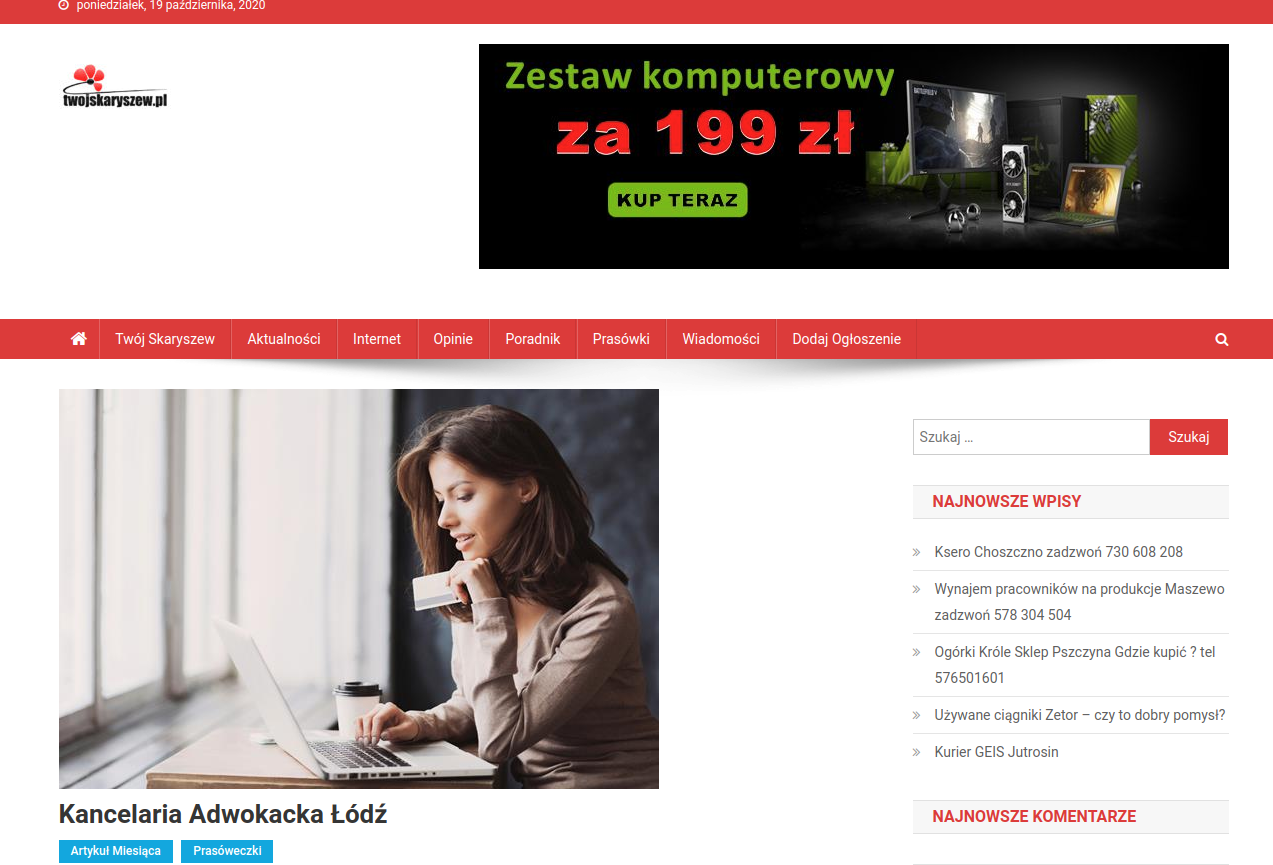 poniedziałek, 19 października, 2020
twojskaryszew.pl
Zestaw komputerowy
za 199 zł
KUP TERAZ
Twój Skaryszew
Aktualności
Internet
Opinie
Poradnik
Prasówki
Wiadomości
Dodaj Ogłoszenie
Szukaj …
Szukaj
NAJNOWSZE WPISY
Ksero Choszczno zadzwoń 730 608 208
Wynajem pracowników na produkcje Maszewo
zadzwoń 578 304 504
Ogórki Króle Sklep Pszczyna Gdzie kupić ? tel
576501601
Używane ciągniki Zetor – czy to dobry pomysł?
Kurier GEIS Jutrosin
NAJNOWSZE KOMENTARZE
Kancelaria Adwokacka Łódź
Artykuł Miesiąca
Prasóweczki